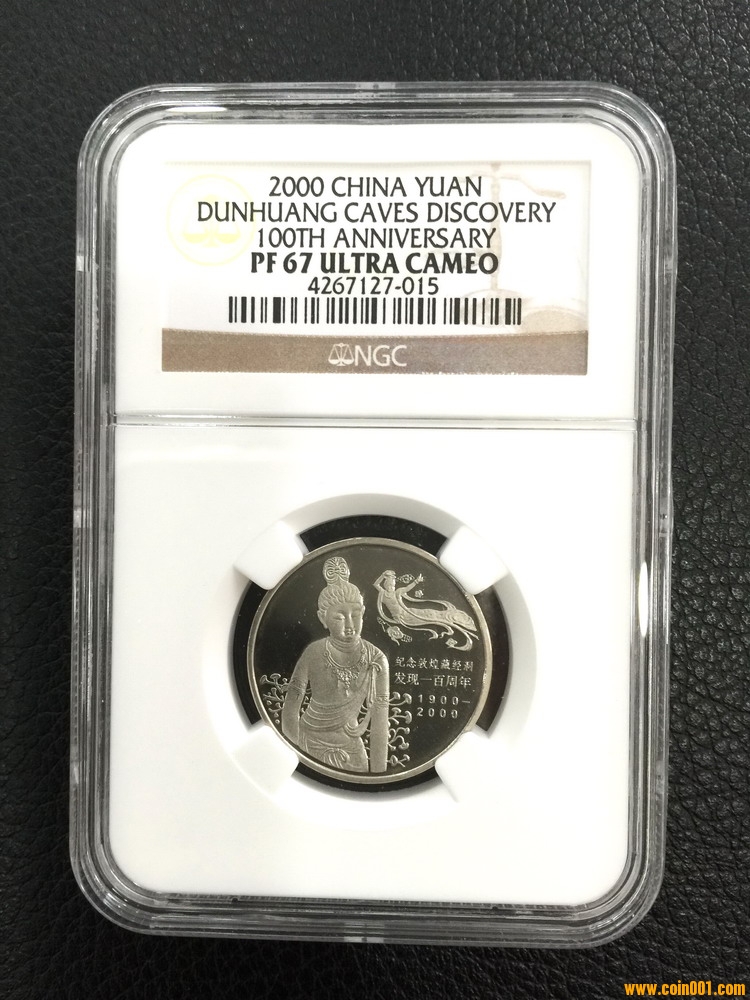 2000 CHINA YUAN
DUNHUANG CAVES DISCOVERY
100TH ANNIVERSARY
PF 67 ULTRA CAMEO
4267127-015
NGC
纪念敦煌藏经洞
发现一百周年
1900-
2000
www.coin001.com